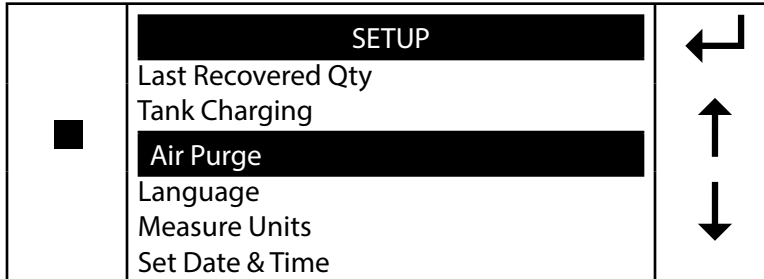 SETUP
Last Recovered Qty
Tank Charging
Air Purge
Language
Measure Units
Set Date & Time